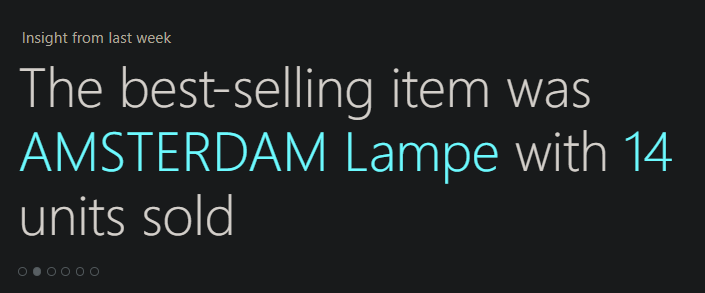 Insight from last week
The best-selling item was
AMSTERDAM Lampe with 14
units sold